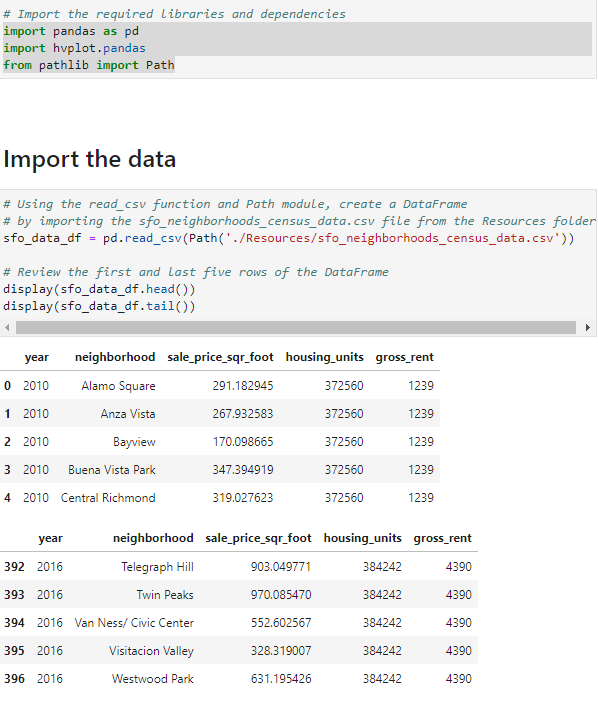 # Import the required libraries and dependencies
import pandas as pd
import hvplot.pandas
from pathlib import Path
Import the data
# Using the read_csv function and Path module, create a DataFrame
# by importing the sfo_neighborhoods_census_data.csv file from the Resources folder
sfo_data_df = pd.read_csv(Path('./Resources/sfo_neighborhoods_census_data.csv'))
# Review the first and last five rows of the DataFrame
display(sfo_data_df.head())
display(sfo_data_df.tail())
year neighborhood sale_price_sqr_foot housing_units gross_rent
0 2010 Alamo Square 291.182945 372560 1239
1 2010 Anza Vista 267.932583 372560 1239
2 2010 Bayview 170.098665 372560 1239
3 2010 Buena Vista Park 347.394919 372560 1239
4 2010 Central Richmond 319.027623 372560 1239
year neighborhood sale_price_sqr_foot housing_units gross_rent
392 2016 Telegraph Hill 903.049771 384242 4390
393 2016 Twin Peaks 970.085470 384242 4390
394 2016 Van Ness/ Civic Center 552.602567 384242 4390
395 2016 Visitacion Valley 328.319007 384242 4390
396 2016 Westwood Park 631.195426 384242 4390